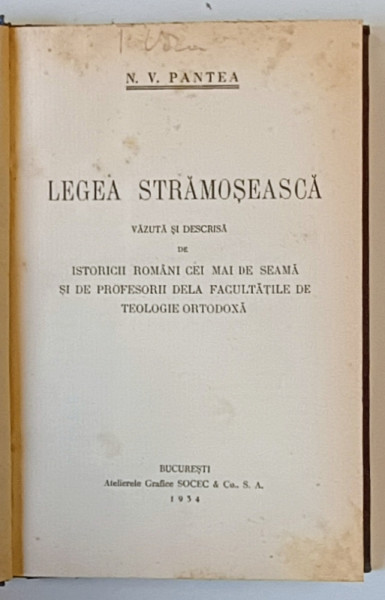 N. V. PANTEA
LEGEA STRĂMOȘEASCĂ
VĂZUTĂ ȘI DESCRISĂ
DE
ISTORICII ROMÂNI CEI MAI DE SEAMĂ
ȘI DE PROFESORII DELA FACULTĂȚILE DE
TEOLOGIE ORTODOXĂ
BUCUREȘTI
Atelierele Grafice SOCEC & Co., S. A.
1934